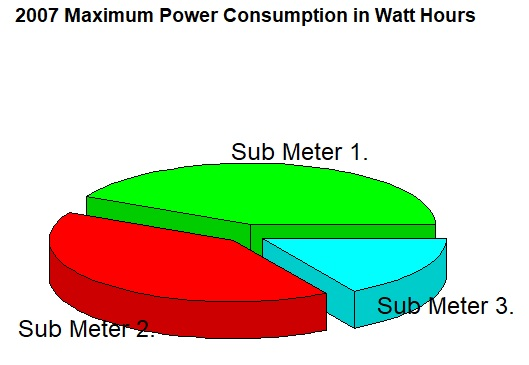 2007 Maximum Power Consumption in Watt Hours
Sub Meter 1.
Sub Meter 3.
Sub Meter 2.